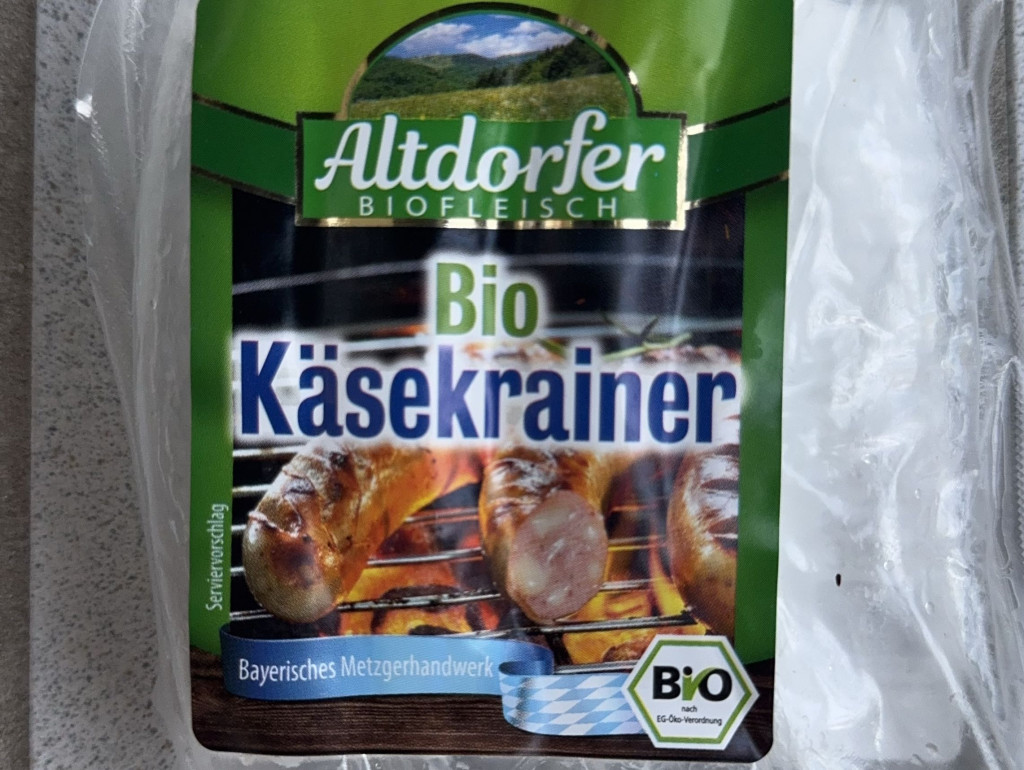 Altdorfer
BIOFLEISCH
Bio
Käsekrainer
Serviervorschlag
Bayerisches Metzgerhandwerk
BIO
nach
EG-Öko-Verordnung